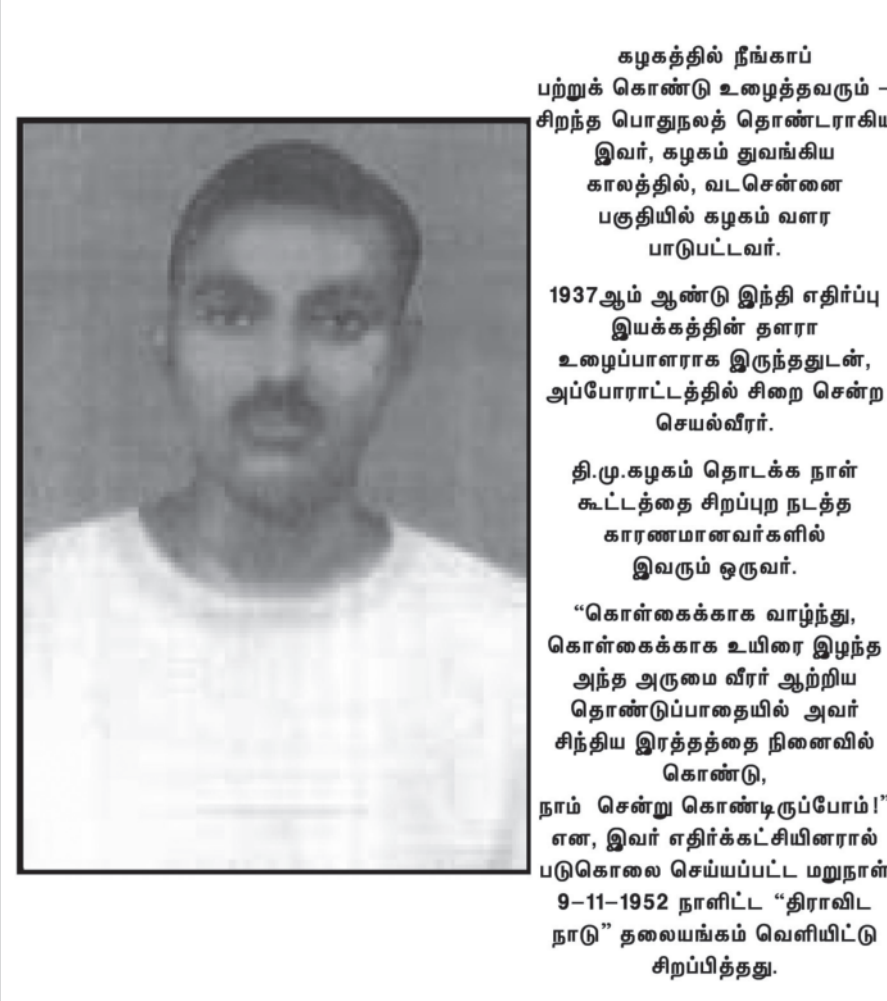 கழகத்தில் நீங்காப்
பற்றுக் கொண்டு உழைத்தவரும் –
சிறந்த பொதுநலத் தொண்டராகிய
இவர், கழகம் துவங்கிய
காலத்தில், வடசென்னை
பகுதியில் கழகம் வளர
பாடுபட்டவர்.
1937ஆம் ஆண்டு இந்தி எதிர்ப்பு
இயக்கத்தின் தளரா
உழைப்பாளராக இருந்ததுடன்,
அப்போராட்டத்தில் சிறை சென்ற
செயல்வீரர்.
தி.மு.கழகம் தொடக்க நாள்
கூட்டத்தை சிறப்புற நடத்த
காரணமானவர்களில்
இவரும் ஒருவர்.
“கொள்கைக்காக வாழ்ந்து,
கொள்கைக்காக உயிரை இழந்த
அந்த அருமை வீரர் ஆற்றிய
தொண்டுப்பாதையில் அவர்
சிந்திய இரத்தத்தை நினைவில்
கொண்டு,
நாம் சென்று கொண்டிருப்போம்!”
என, இவர் எதிர்க்கட்சியினரால்
படுகொலை செய்யப்பட்ட மறுநாள்
9–11–1952 நாளிட்ட “திராவிட
நாடு” தலையங்கம் வெளியிட்டு
சிறப்பித்தது.